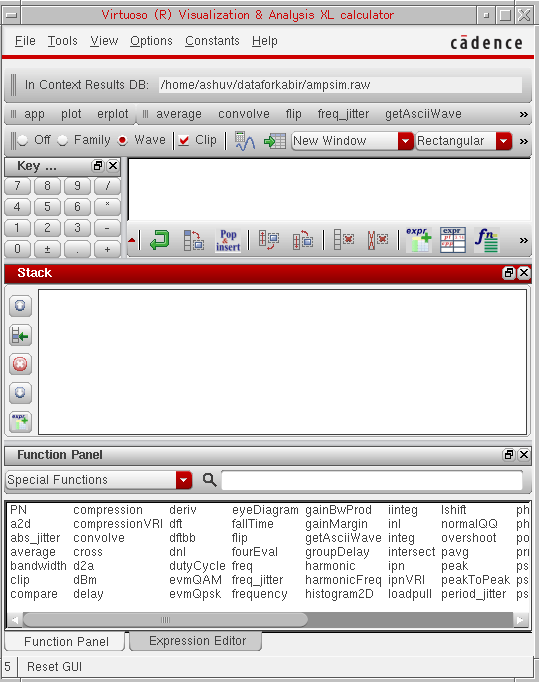 Virtuoso (R) Visualization & Analysis XL calculator
File Tools View Options Constants Help
cādence
In Context Results DB: /home/ashuv/dataforkabir/ampsim.raw
app plot erplot average convolve flip freq_jitter getAsciiWave »
Off Family Wave Clip New Window Rectangular »
Key ...
7 8 9 /
4 5 6 *
1 2 3 -
0 ± . +
Pop & insert expr expr fn »
Stack
expr
Function Panel
Special Functions
PN compression deriv eyeDiagram gainBwProd iinteg lshift ph
a2d compressionVRI dft fallTime gainMargin inl normalQQ ph
abs_jitter convolve dftbb flip getAsciiWave integ overshoot po
average cross dnl fourEval groupDelay intersect pavg prı
bandwidth d2a dutyCycle freq harmonic ipn peak ps
clip dBm evmQAM freq_jitter harmonicFreq ipnVRI peakToPeak ps
compare delay evmQpsk frequency histogram2D loadpull period_jitter ps
Function Panel Expression Editor
5 Reset GUI